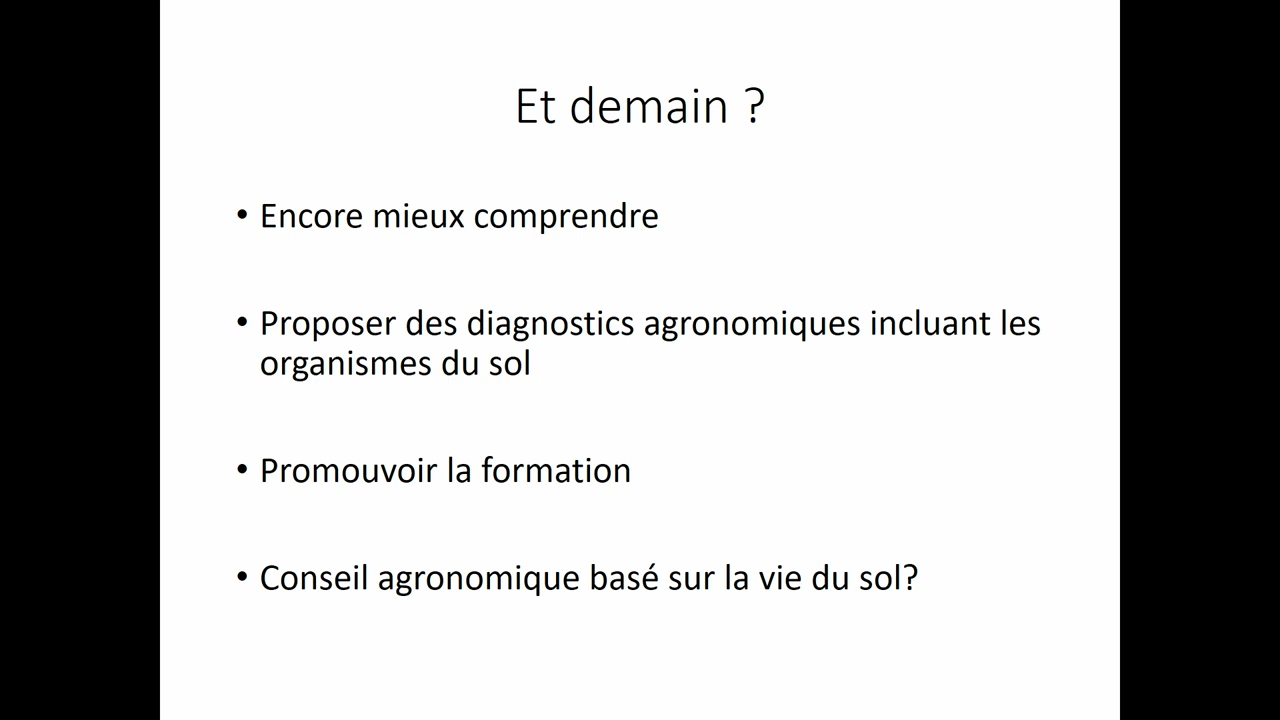 Et demain ?
• Encore mieux comprendre
• Proposer des diagnostics agronomiques incluant les
organismes du sol
• Promouvoir la formation
• Conseil agronomique basé sur la vie du sol?